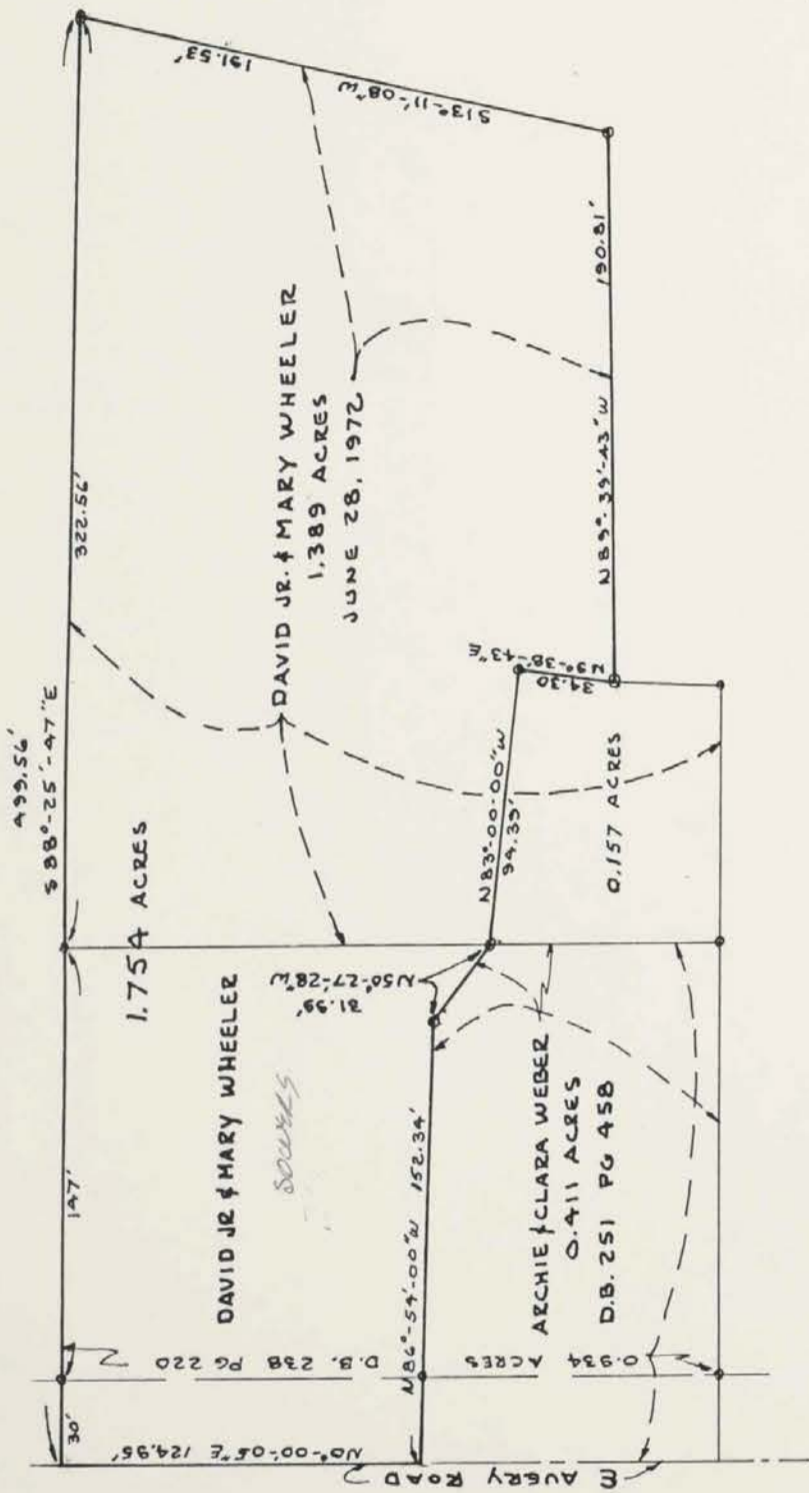 499.56'
S 88°-25'-47"E
30'
147'
322.56'
1.754 ACRES
DAVID JR & MARY WHEELER
SOWERS
D.B. 238 PG 220
N0°-00'-05"E 124.95'
℄ AVERY ROAD
N86°-54'-00"W 152.34'
31.99'
N50°-27'-28"W
DAVID JR. & MARY WHEELER
1.389 ACRES
JUNE 28, 1972
191.53'
S13°-11'-08"W
N83°-00'-00"W
94.39'
34.30
N9°-38'-43"E
N89°-39'-43"W 190.81'
0.157 ACRES
ARCHIE & CLARA WEBER
0.411 ACRES
D.B. 251 PG 458
0.934
ACRES